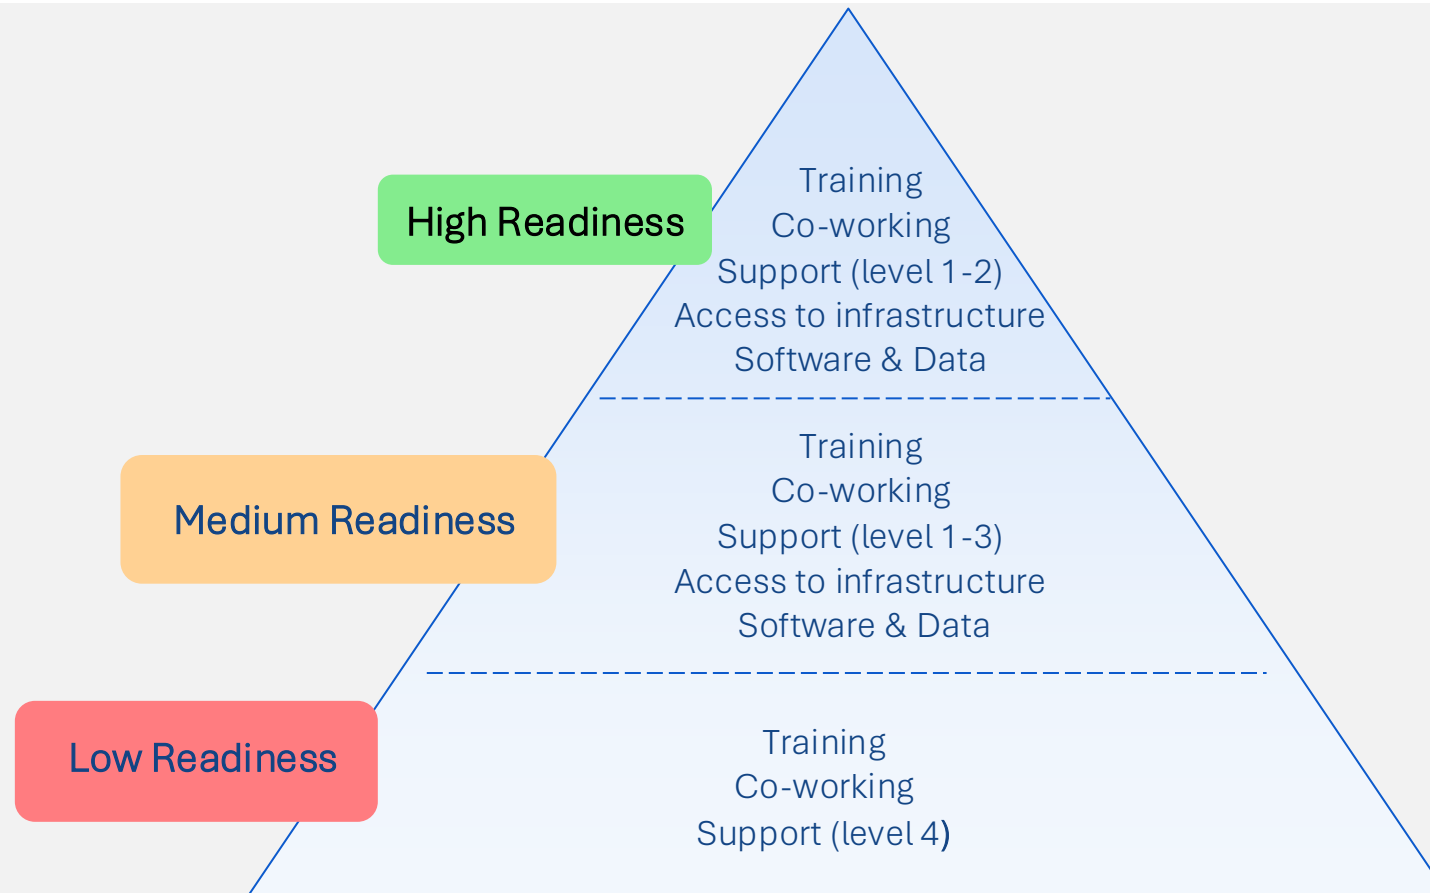 High Readiness
Training
Co-working
Support (level 1-2)
Access to infrastructure
Software & Data
Medium Readiness
Training
Co-working
Support (level 1-3)
Access to infrastructure
Software & Data
Low Readiness
Training
Co-working
Support (level 4)